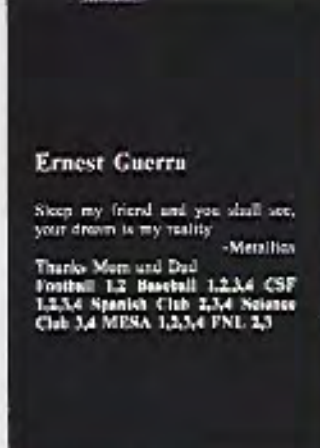 Ernest Guerra
Sleep my friend and you shall see,
your dream is my reality
-Metallica
Thanks Mom and Dad
Football 1,2 Baseball 1,2,3,4 CSF
1,2,3,4 Spanish Club 2,3,4 Science
Club 3,4 MESA 1,2,3,4 FNL 2,3